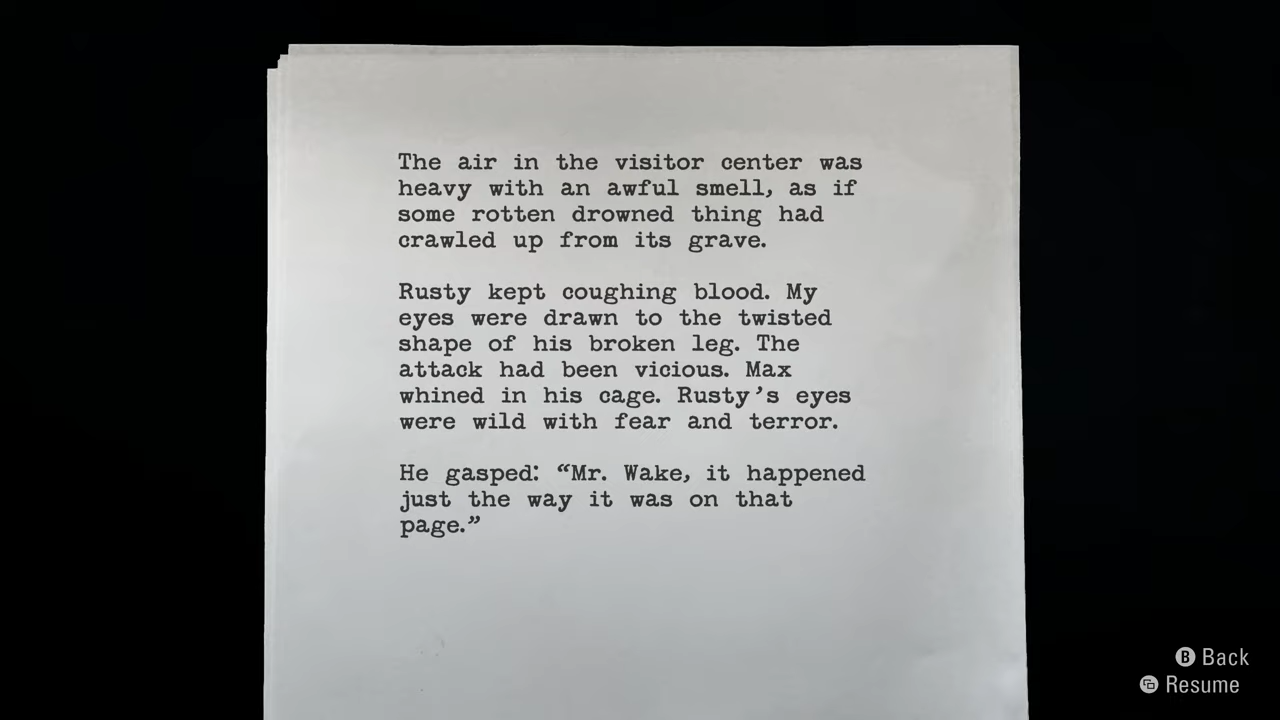 The air in the visitor center was
heavy with an awful smell, as if
some rotten drowned thing had
crawled up from its grave.
Rusty kept coughing blood. My
eyes were drawn to the twisted
shape of his broken leg. The
attack had been vicious. Max
whined in his cage. Rusty’s eyes
were wild with fear and terror.
He gasped: “Mr. Wake, it happened
just the way it was on that
page.”
B Back
Resume